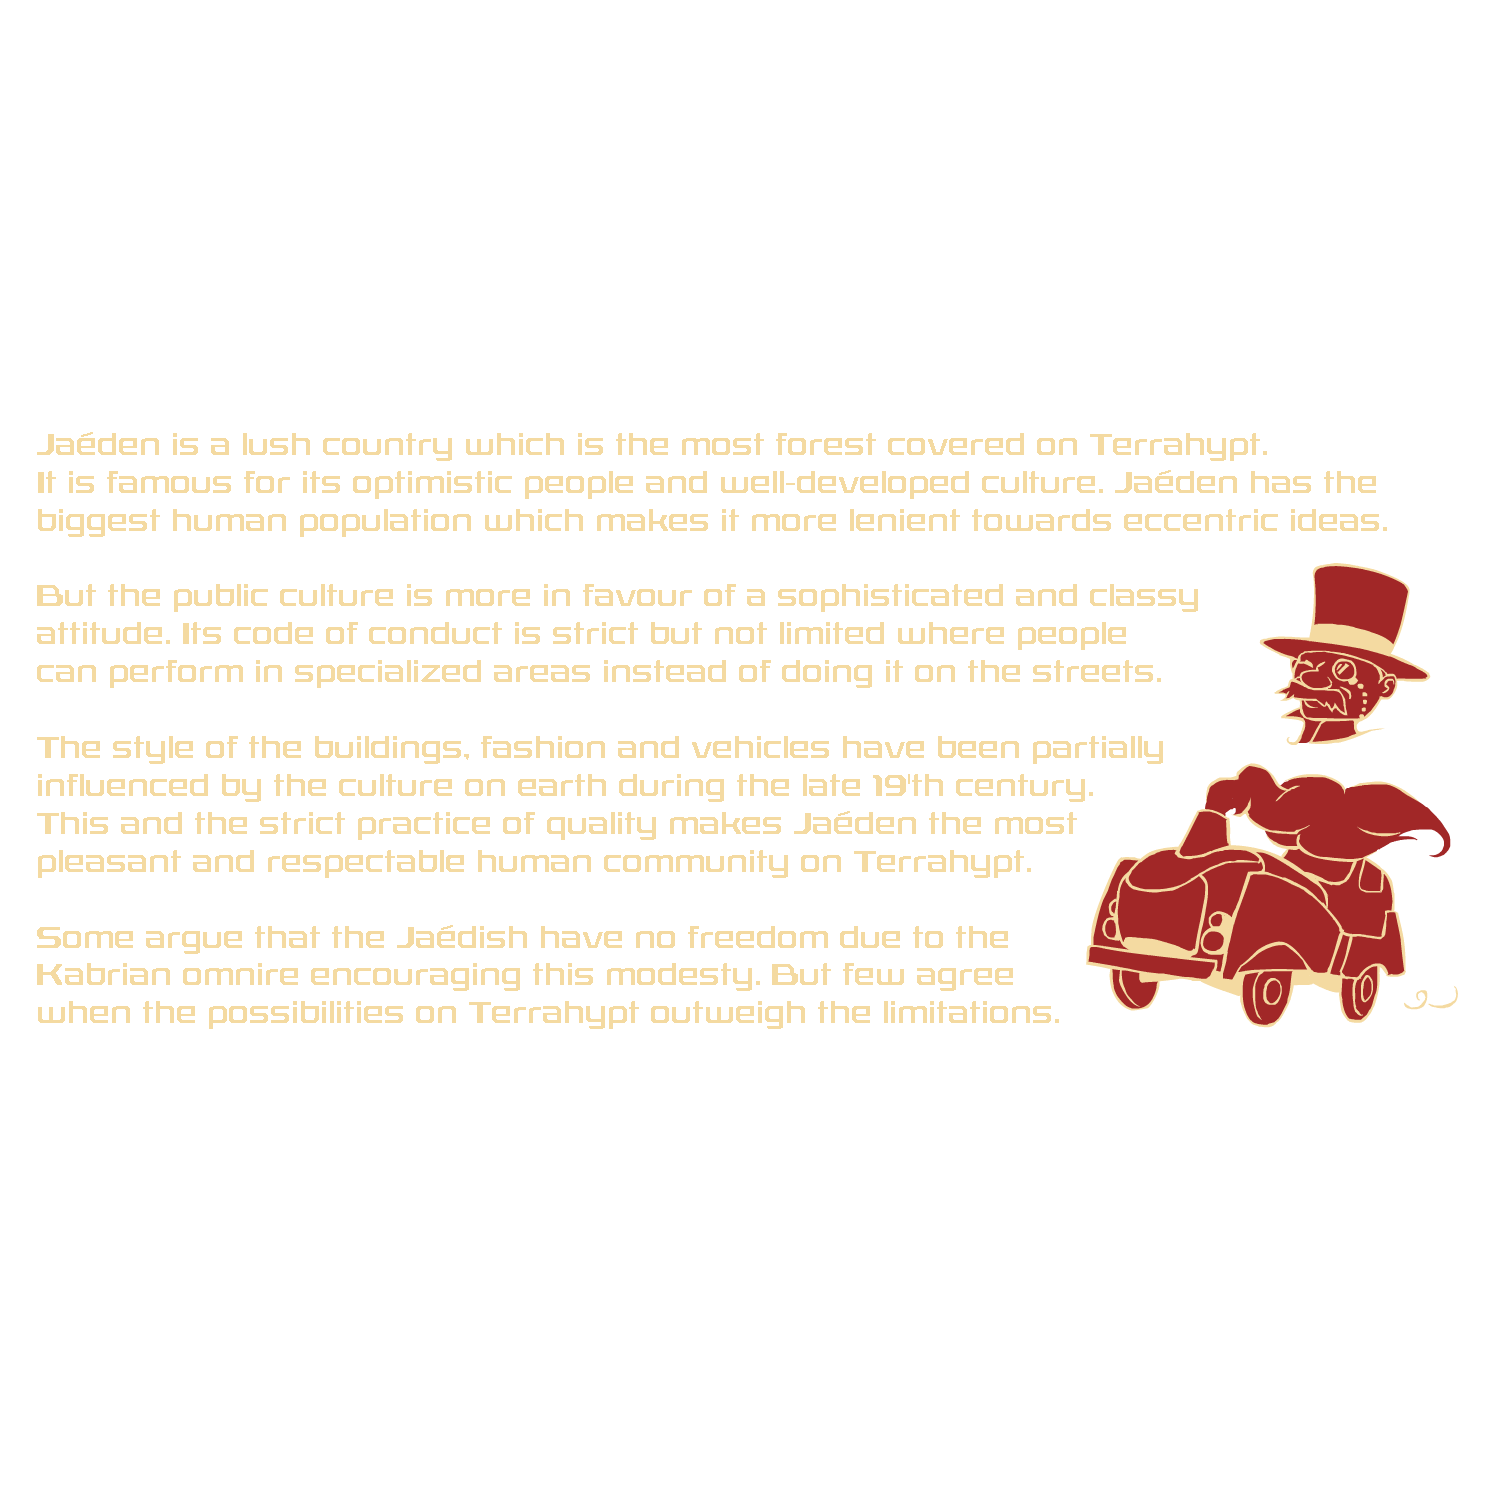 Jaéden is a lush country which is the most forest covered on Terrahypt.
It is famous for its optimistic people and well-developed culture. Jaéden has the
biggest human population which makes it more lenient towards eccentric ideas.
But the public culture is more in favour of a sophisticated and classy
attitude. Its code of conduct is strict but not limited where people
can perform in specialized areas instead of doing it on the streets.
The style of the buildings, fashion and vehicles have been partially
influenced by the culture on earth during the late 19'th century.
This and the strict practice of quality makes Jaéden the most
pleasant and respectable human community on Terrahypt.
Some argue that the Jaédish have no freedom due to the
Kabrian omnire encouraging this modesty. But few agree
when the possibilities on Terrahypt outweigh the limitations.